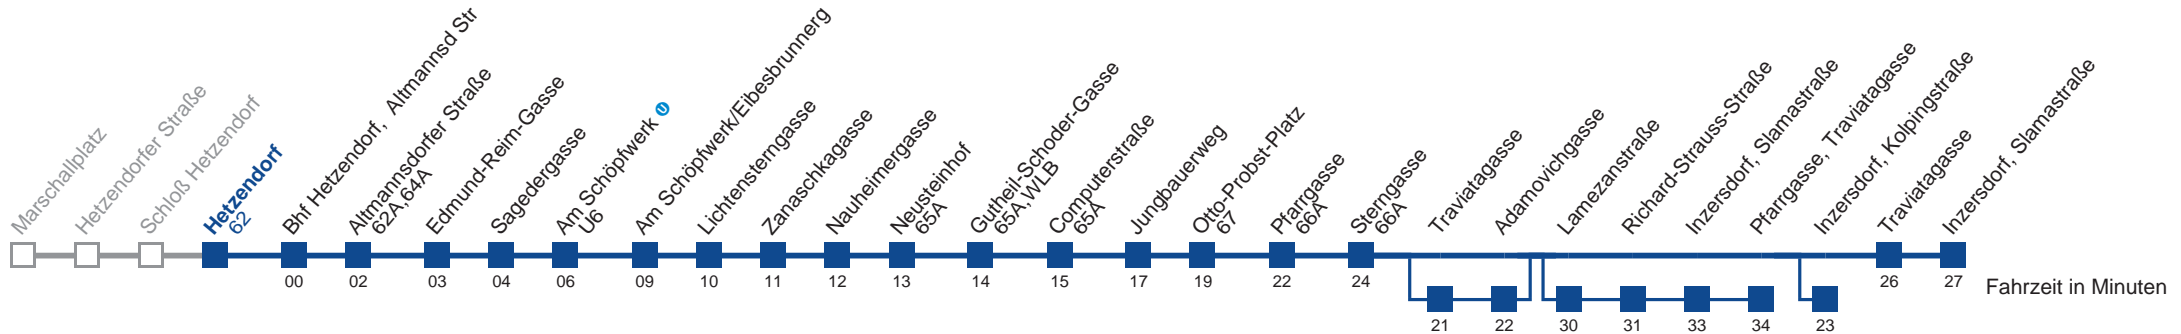 Marschallplatz
Hetzendorfer Straße
Schloß Hetzendorf
Hetzendorf
62
Bhf Hetzendorf, Altmannsd Str
Altmannsdorfer Straße
62A,64A
Edmund-Reim-Gasse
Sagedergasse
Am Schöpfwerk U
U6
Am Schöpfwerk/Eibesbrunnerg
Lichtensterngasse
Zanaschkagasse
Nauheimergasse
Neusteinhof
65A
Gutheil-Schoder-Gasse
65A,WLB
Computerstraße
65A
Jungbauerweg
Otto-Probst-Platz
67
Pfarrgasse
66A
Sterngasse
66A
Traviatagasse
Adamovichgasse
Lamezanstraße
Richard-Strauss-Straße
Inzersdorf, Slamastraße
Pfarrgasse, Traviatagasse
Inzersdorf, Kolpingstraße
Traviatagasse
Inzersdorf, Slamastraße
00 02 03 04 06 09 10 11 12 13 14 15 17 19 22 24 26 27
Fahrzeit in Minuten
21 22 30 31 33 34 23